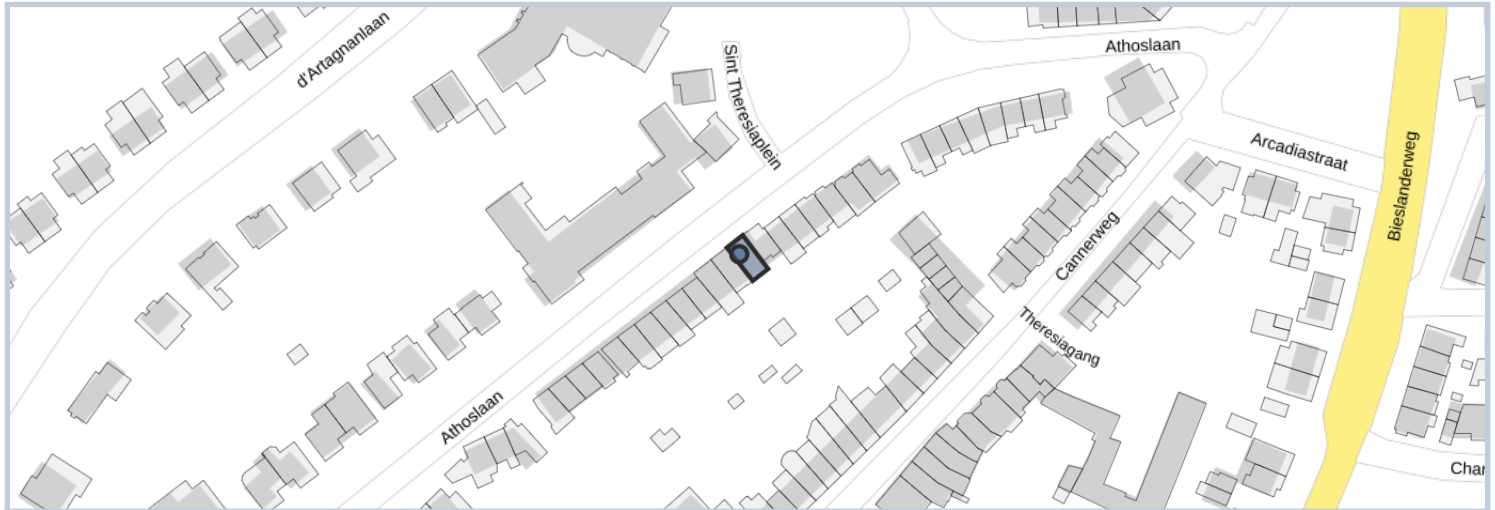 d'Artagnanlaan
Sint Theresiaplein
Athoslaan
Arcadiastraat
Bieslanderweg
Cannerweg
Theresiagang
Athoslaan
Char